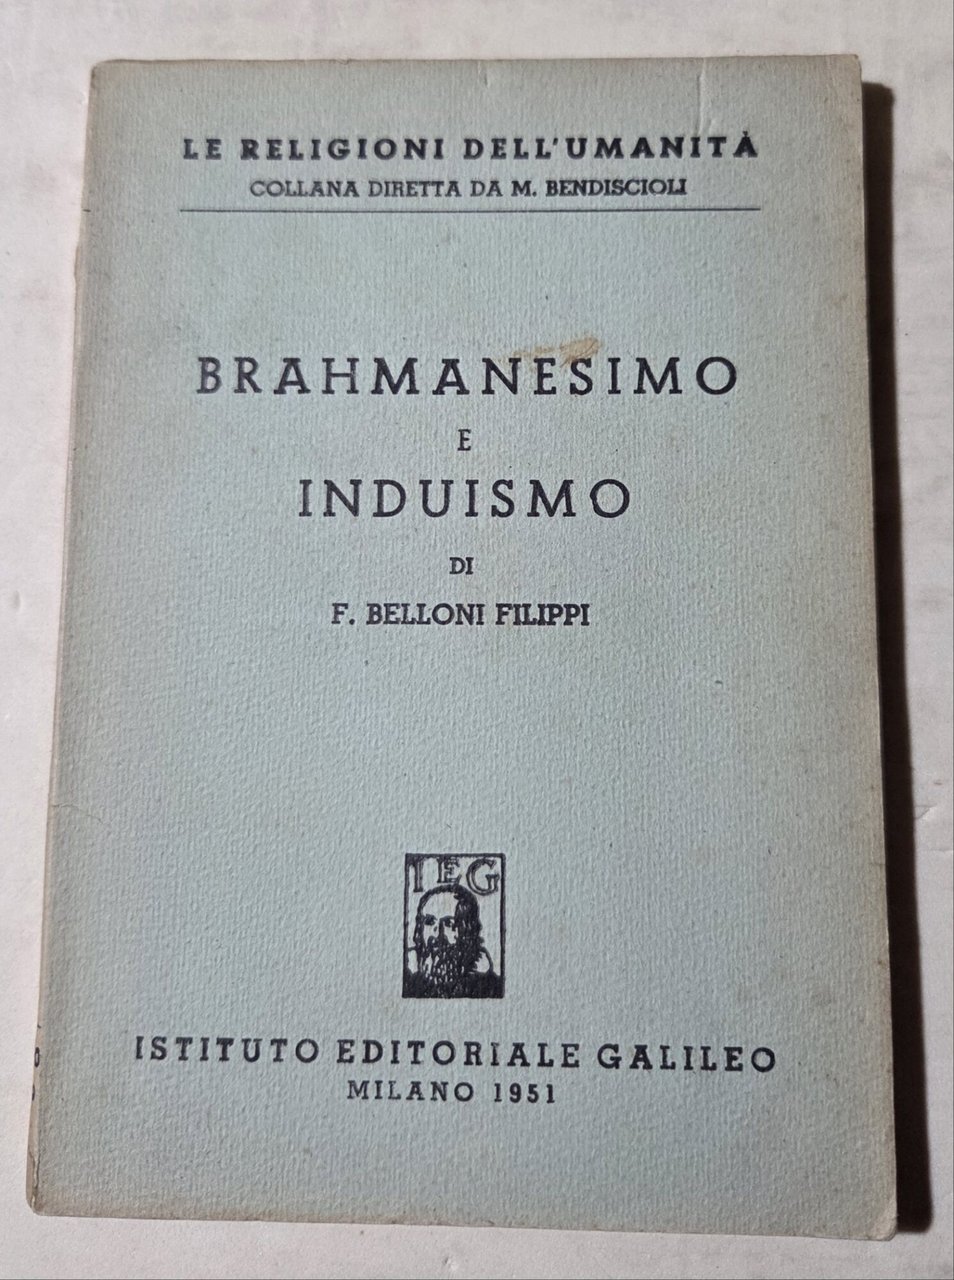 LE RELIGIONI DELL'UMANITÀ
COLLANA DIRETTA DA M. BENDISCIOLI
BRAHMANESIMO
E
INDUISMO
DI
F. BELLONI FILIPPI
IEG
ISTITUTO EDITORIALE GALILEO
MILANO 1951